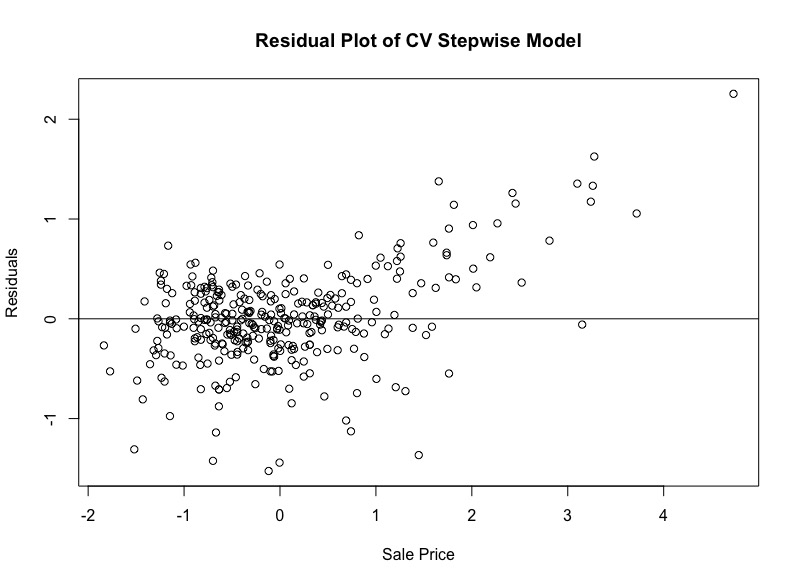 Residual Plot of CV Stepwise Model
2
1
0
-1
Residuals
-2 -1 0 1 2 3 4
Sale Price